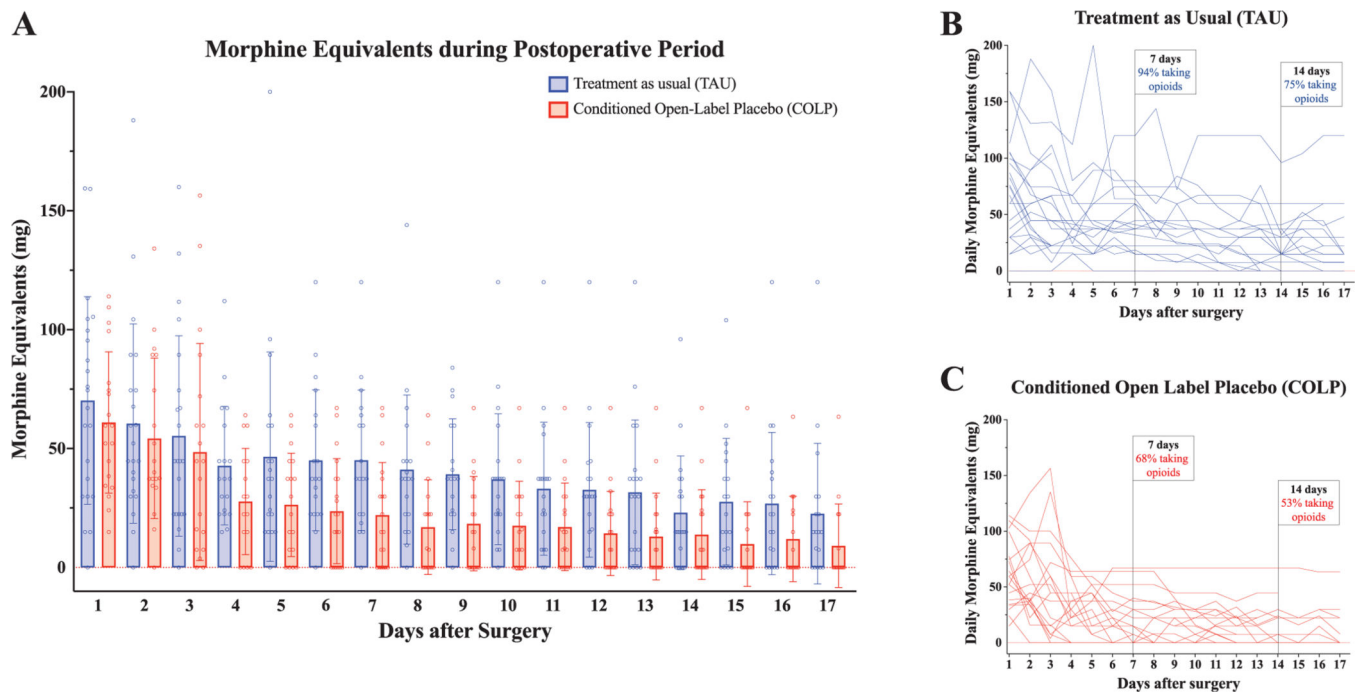 A
Morphine Equivalents during Postoperative Period
Treatment as usual (TAU)
Conditioned Open-Label Placebo (COLP)
Morphine Equivalents (mg)
200
150
100
50
0
1 2 3 4 5 6 7 8 9 10 11 12 13 14 15 16 17
Days after Surgery
B
Treatment as Usual (TAU)
Daily Morphine Equivalents (mg)
200
150
100
50
0
7 days
94% taking
opioids
14 days
75% taking
opioids
1 2 3 4 5 6 7 8 9 10 11 12 13 14 15 16 17
Days after surgery
C
Conditioned Open Label Placebo (COLP)
Daily Morphine Equivalents (mg)
200
150
100
50
0
7 days
68% taking
opioids
14 days
53% taking
opioids
1 2 3 4 5 6 7 8 9 10 11 12 13 14 15 16 17
Days after surgery